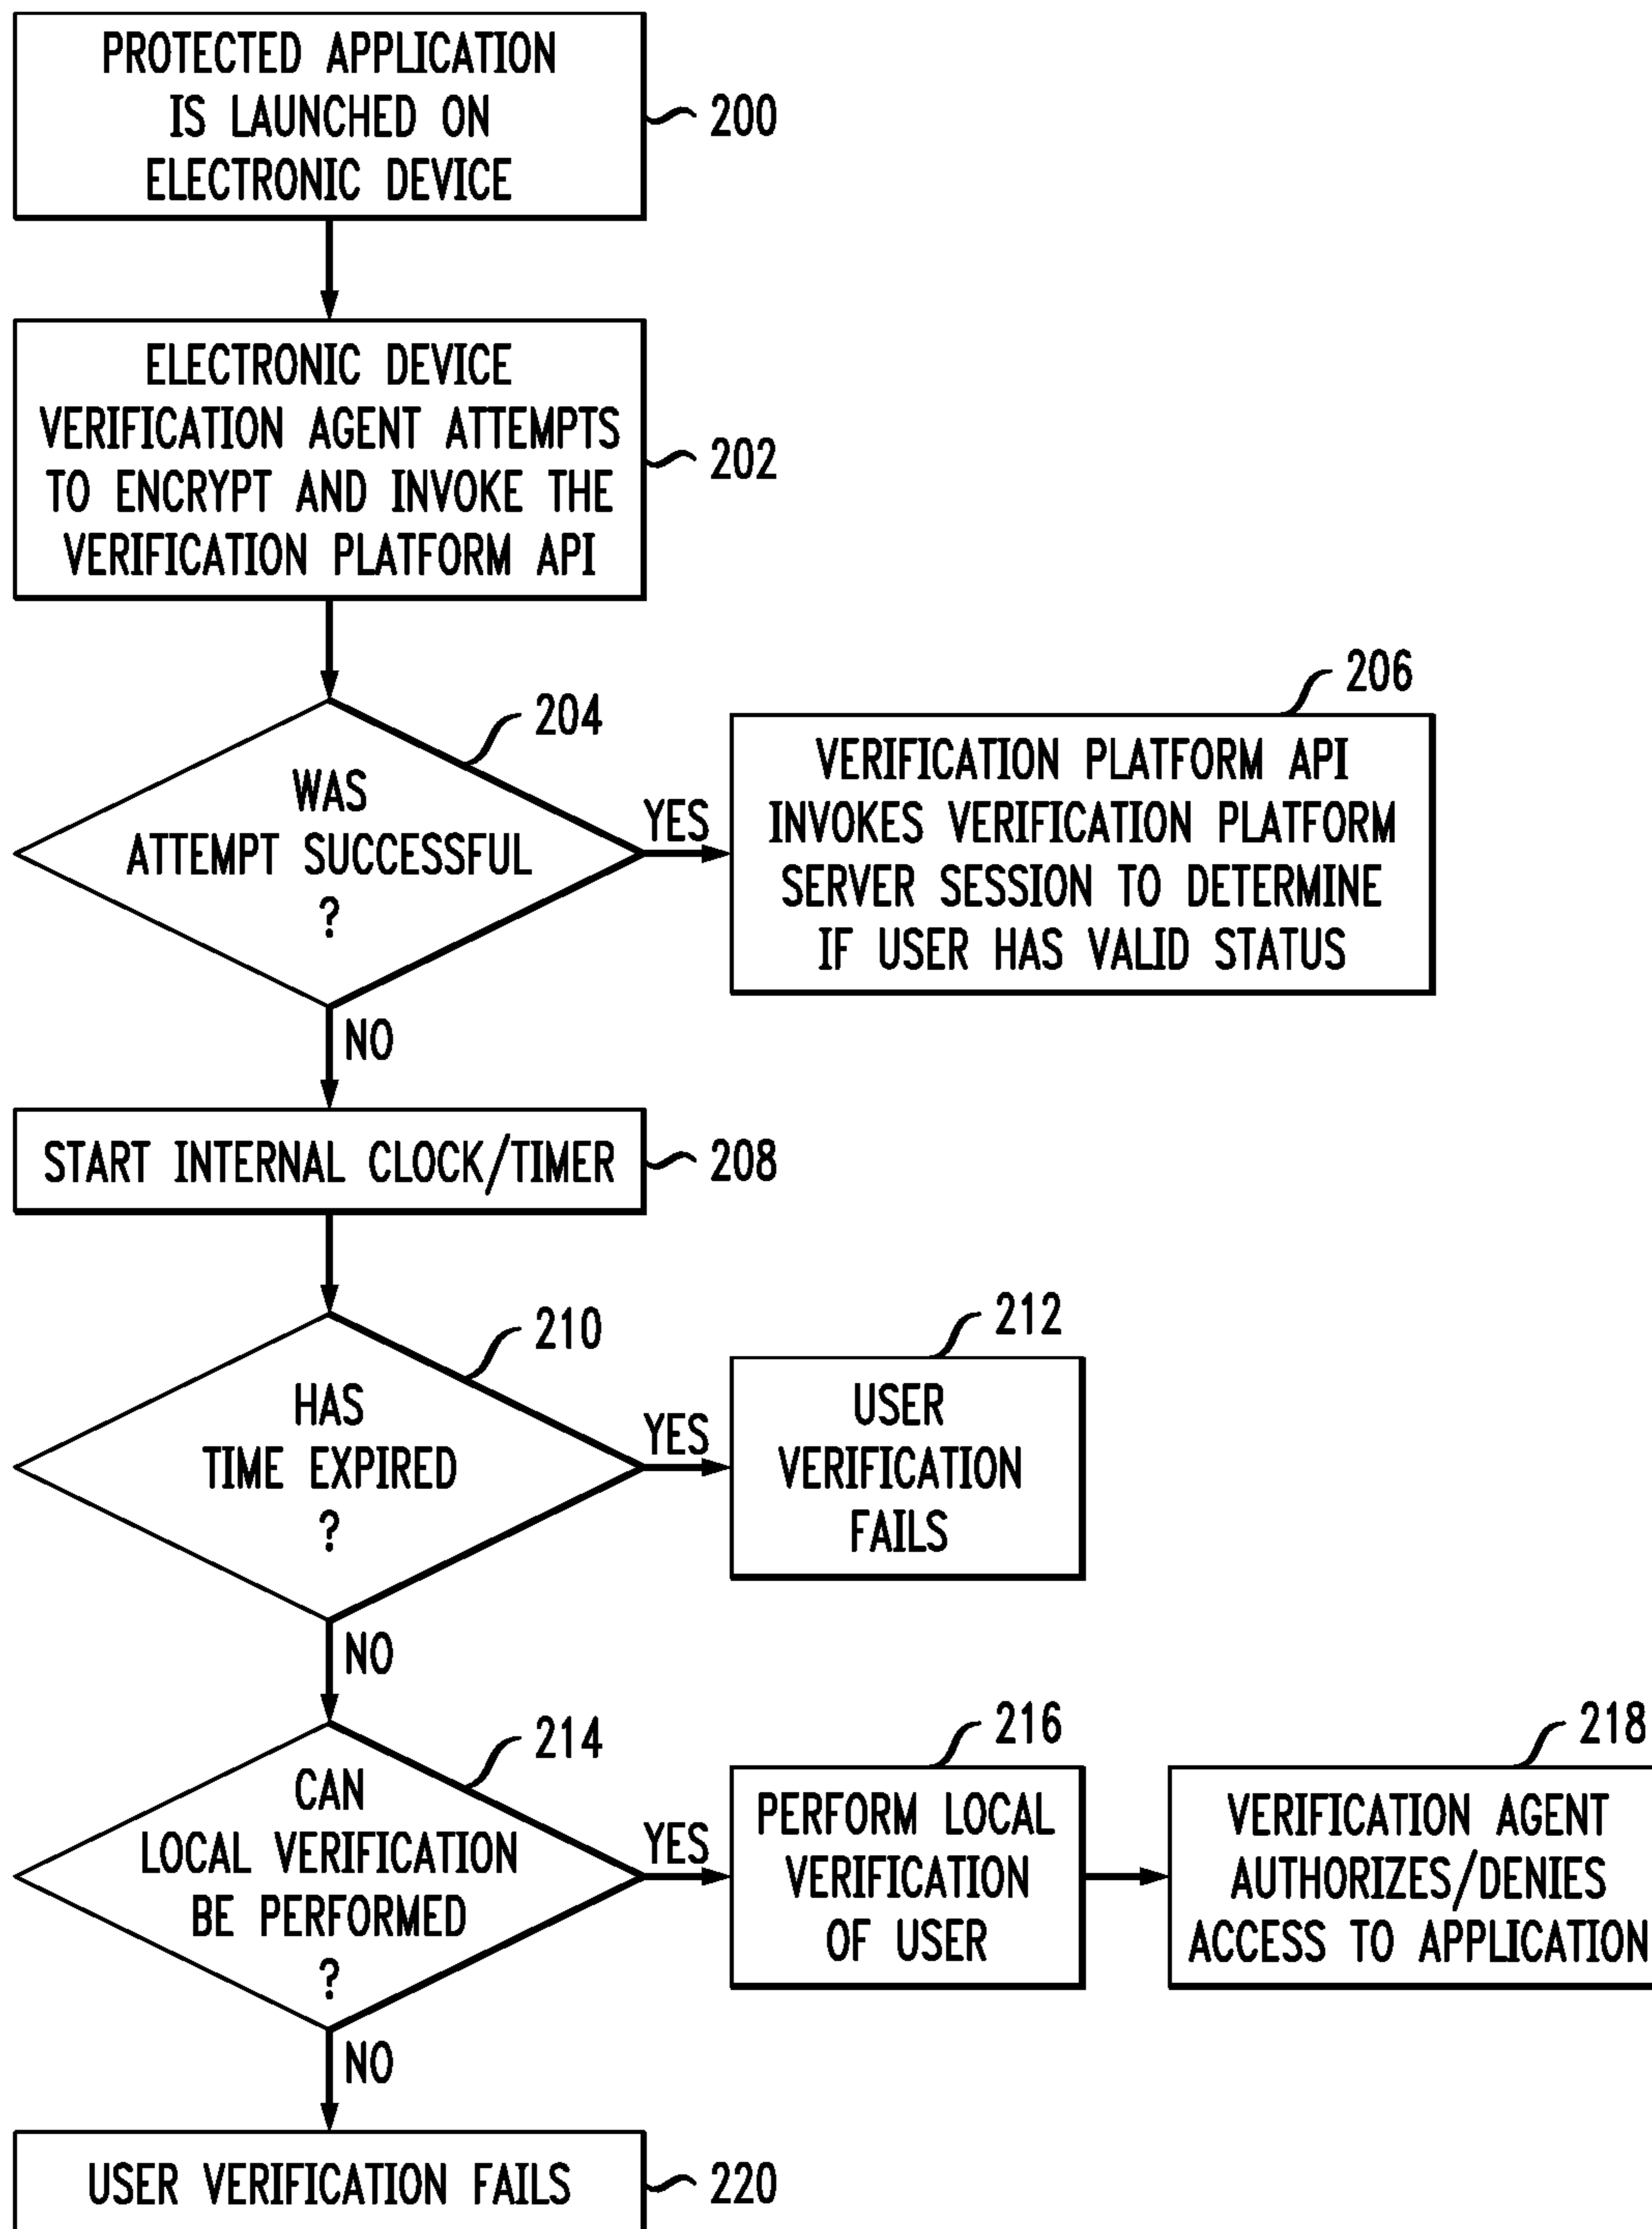 PROTECTED APPLICATION
IS LAUNCHED ON
ELECTRONIC DEVICE
200
ELECTRONIC DEVICE
VERIFICATION AGENT ATTEMPTS
TO ENCRYPT AND INVOKE THE
VERIFICATION PLATFORM API
202
204
WAS
ATTEMPT SUCCESSFUL
?
YES
206
VERIFICATION PLATFORM API
INVOKES VERIFICATION PLATFORM
SERVER SESSION TO DETERMINE
IF USER HAS VALID STATUS
NO
START INTERNAL CLOCK/TIMER
208
210
HAS
TIME EXPIRED
?
YES
212
USER
VERIFICATION
FAILS
NO
214
CAN
LOCAL VERIFICATION
BE PERFORMED
?
YES
216
PERFORM LOCAL
VERIFICATION
OF USER
218
VERIFICATION AGENT
AUTHORIZES/DENIES
ACCESS TO APPLICATION
NO
USER VERIFICATION FAILS
220